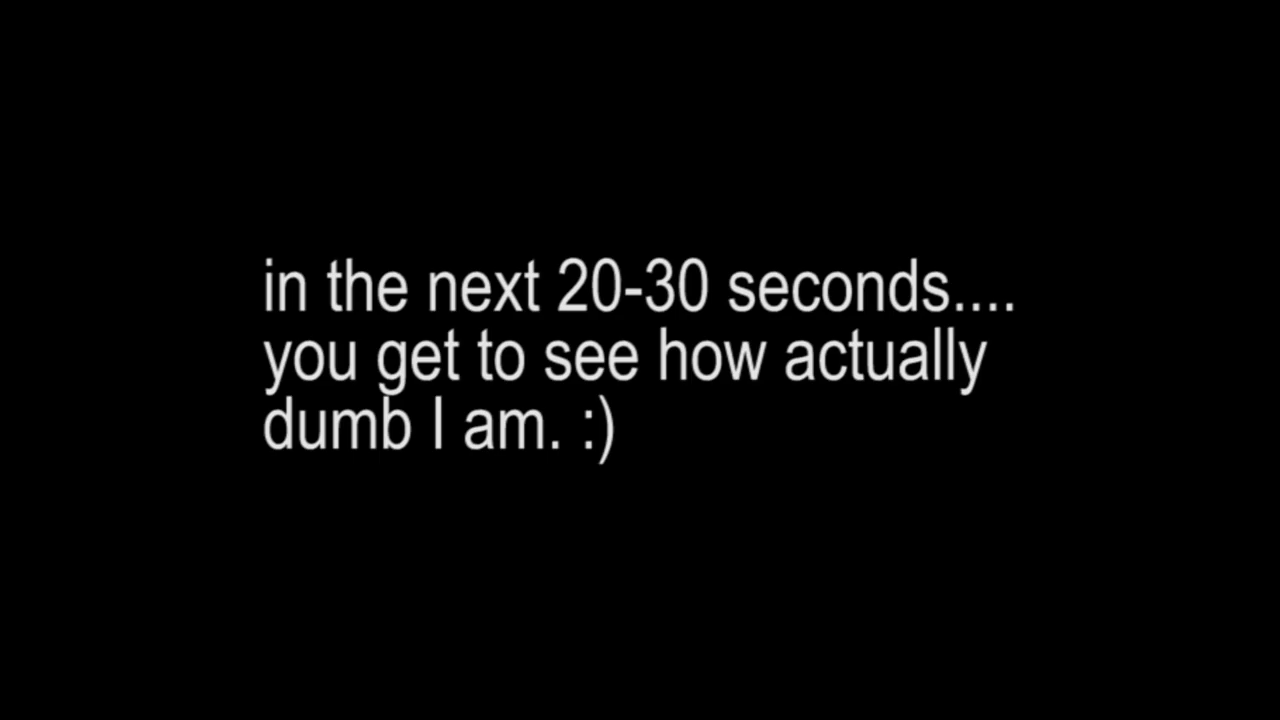 in the next 20-30 seconds....
you get to see how actually
dumb I am. :)